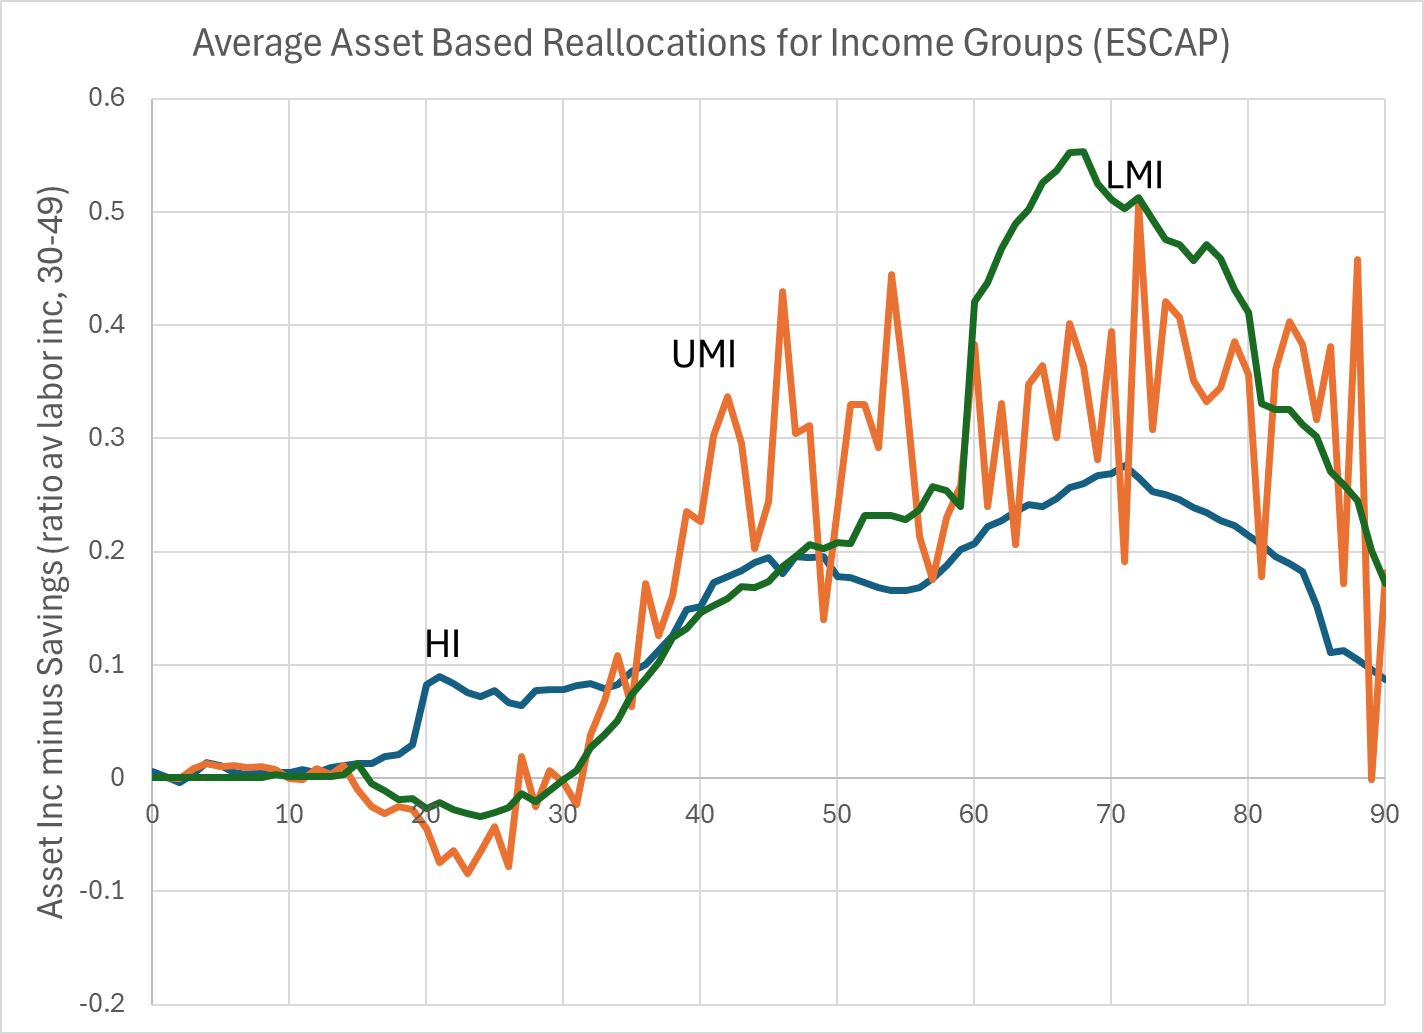 Average Asset Based Reallocations for Income Groups (ESCAP)
Asset Inc minus Savings (ratio av labor inc, 30-49)
0.6
0.5
0.4
0.3
0.2
0.1
0
-0.1
-0.2
LMI
UMI
HI
0 10 20 30 40 50 60 70 80 90